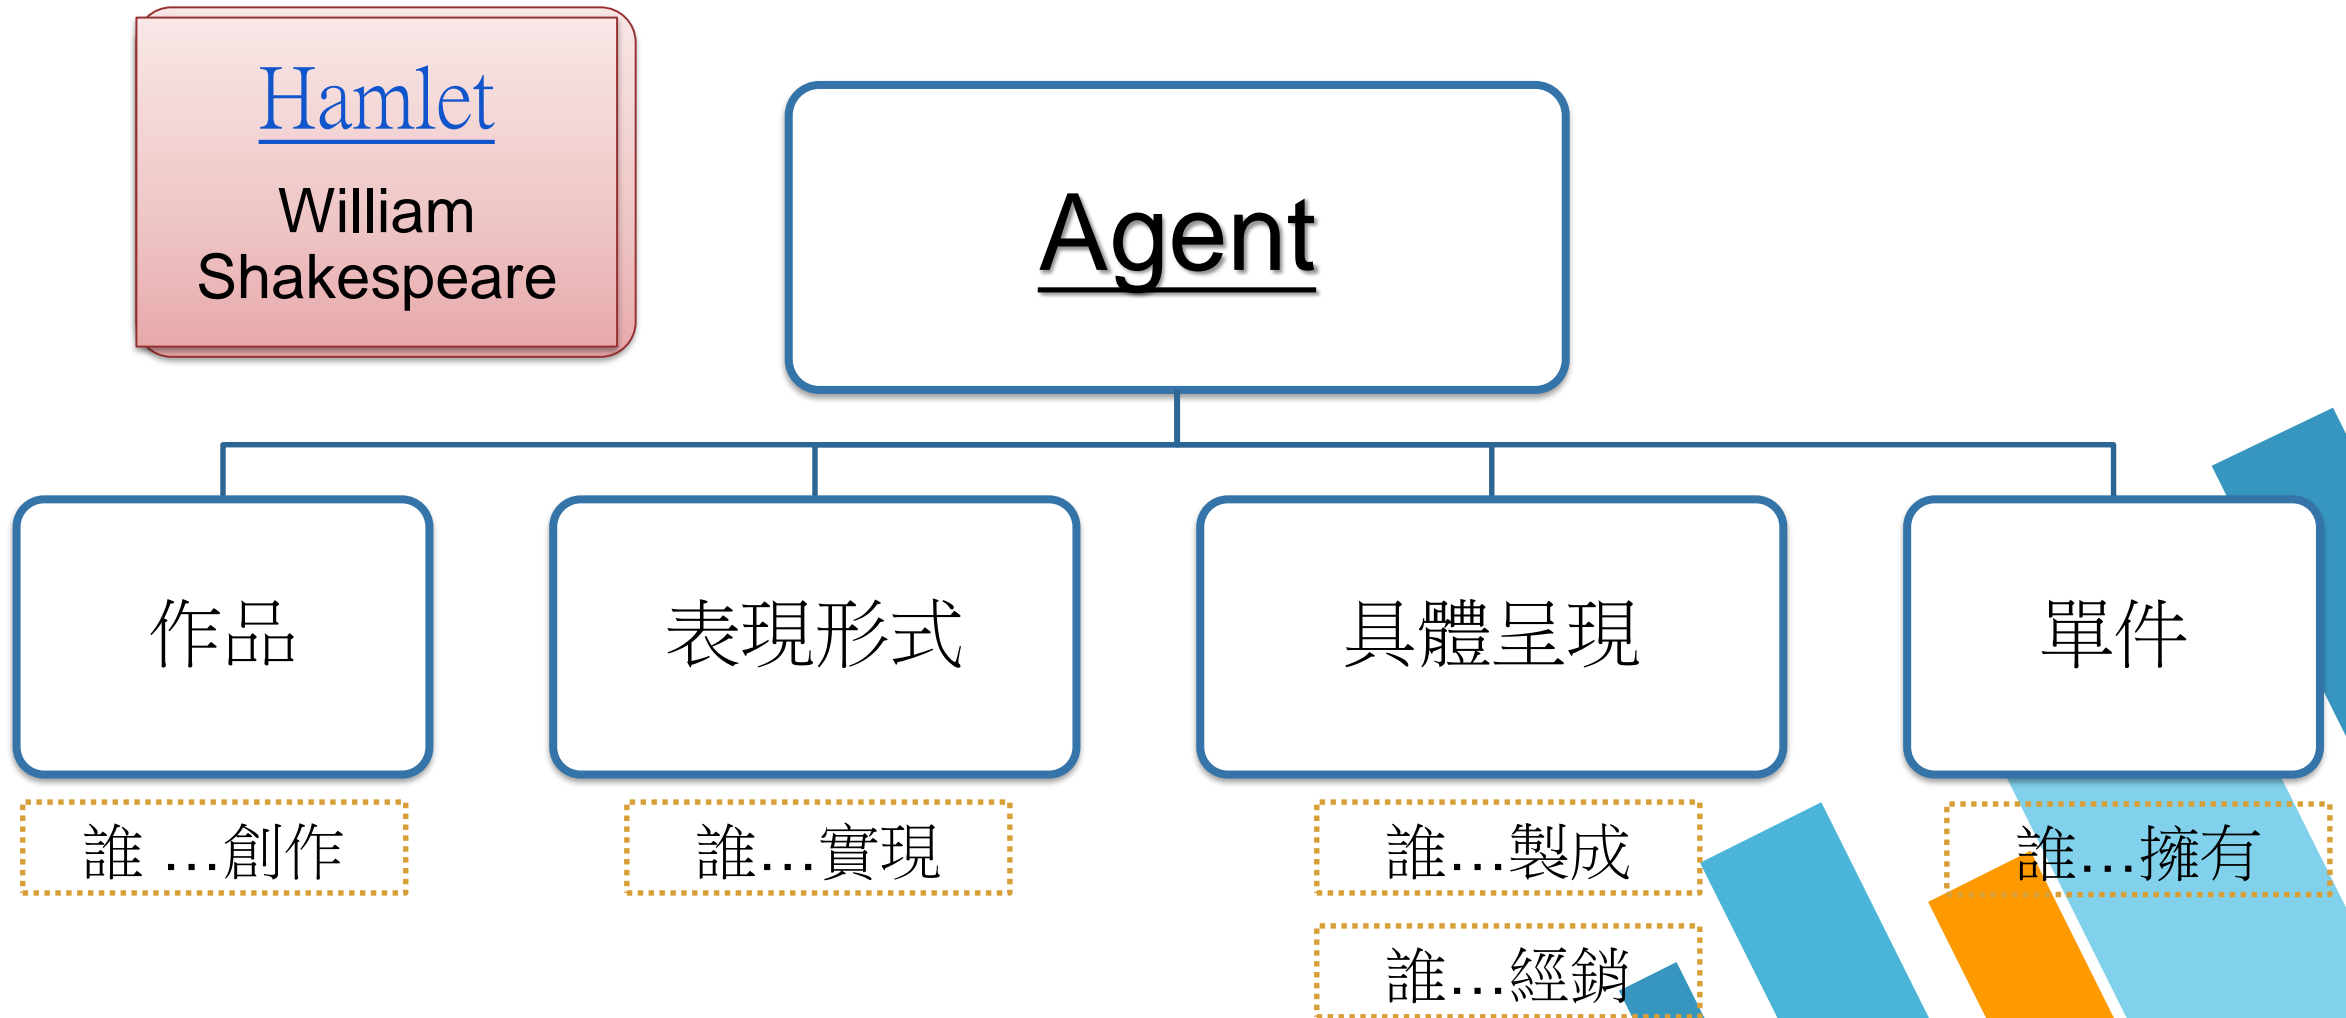 Hamlet
William
Shakespeare
Agent
作品
表現形式
具體呈現
單件
誰 …創作
誰…實現
誰…製成
誰…擁有
誰…經銷